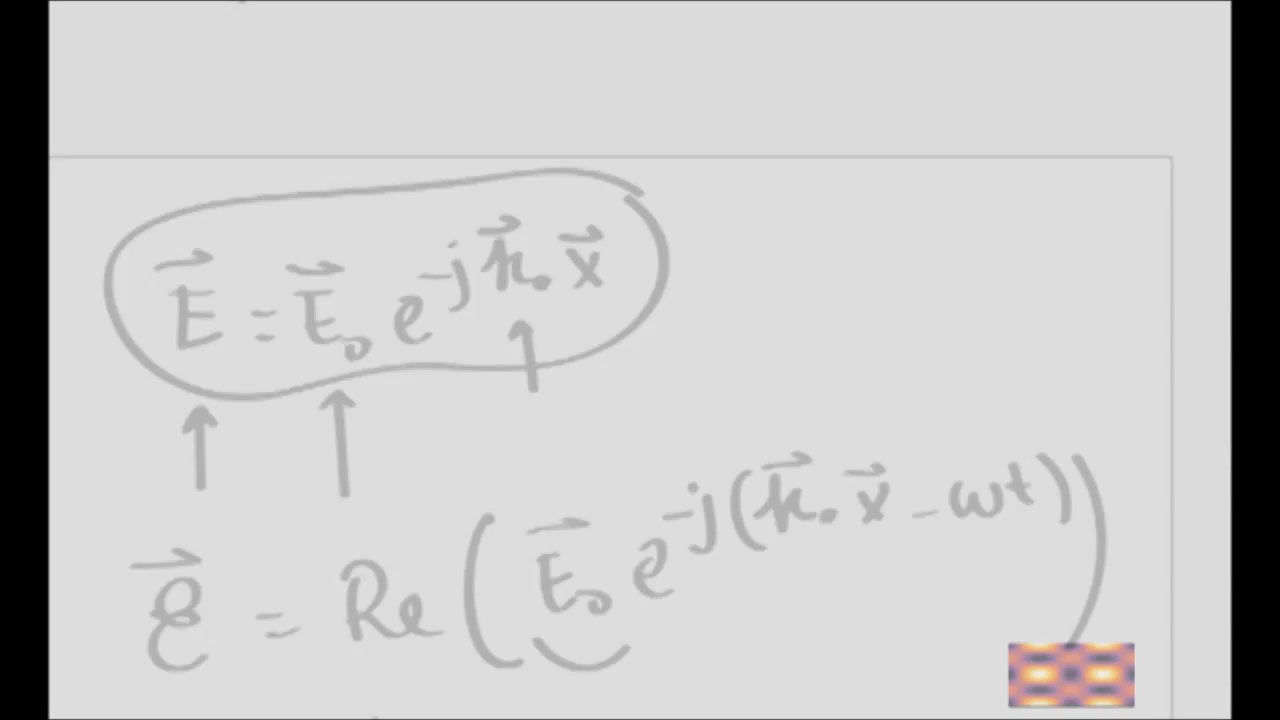 E⃗ = E⃗₀ e^{-j k⃗ · x⃗}
ℰ⃗ = Re ( E⃗₀ e^{-j(k⃗ · x⃗ - ωt)} )